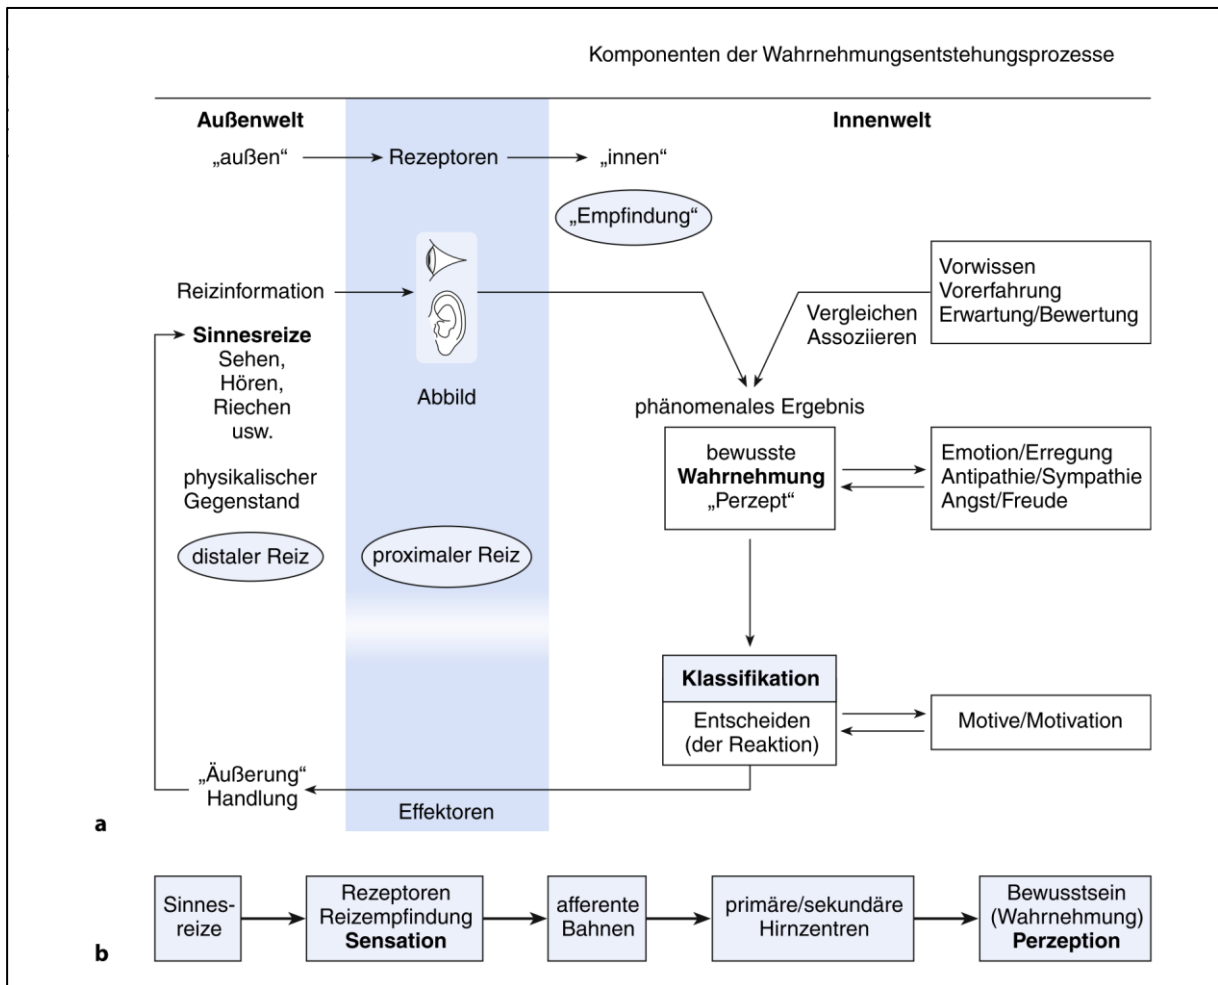 Komponenten der Wahrnehmungsentstehungsprozesse
Außenwelt
Innenwelt
„außen“
Rezeptoren
„innen“
„Empfindung“
Reizinformation
Vorwissen
Vorerfahrung
Erwartung/Bewertung
Vergleichen
Assoziieren
Sinnesreize
Sehen,
Hören,
Riechen
usw.
Abbild
phänomenales Ergebnis
bewusste
Wahrnehmung
„Perzept“
Emotion/Erregung
Antipathie/Sympathie
Angst/Freude
physikalischer
Gegenstand
distaler Reiz
proximaler Reiz
Klassifikation
Entscheiden
(der Reaktion)
Motive/Motivation
„Äußerung“
Handlung
Effektoren
a
Sinnes-
reize
Rezeptoren
Reizempfindung
Sensation
afferente
Bahnen
primäre/sekundäre
Hirnzentren
Bewusstsein
(Wahrnehmung)
Perzeption
b